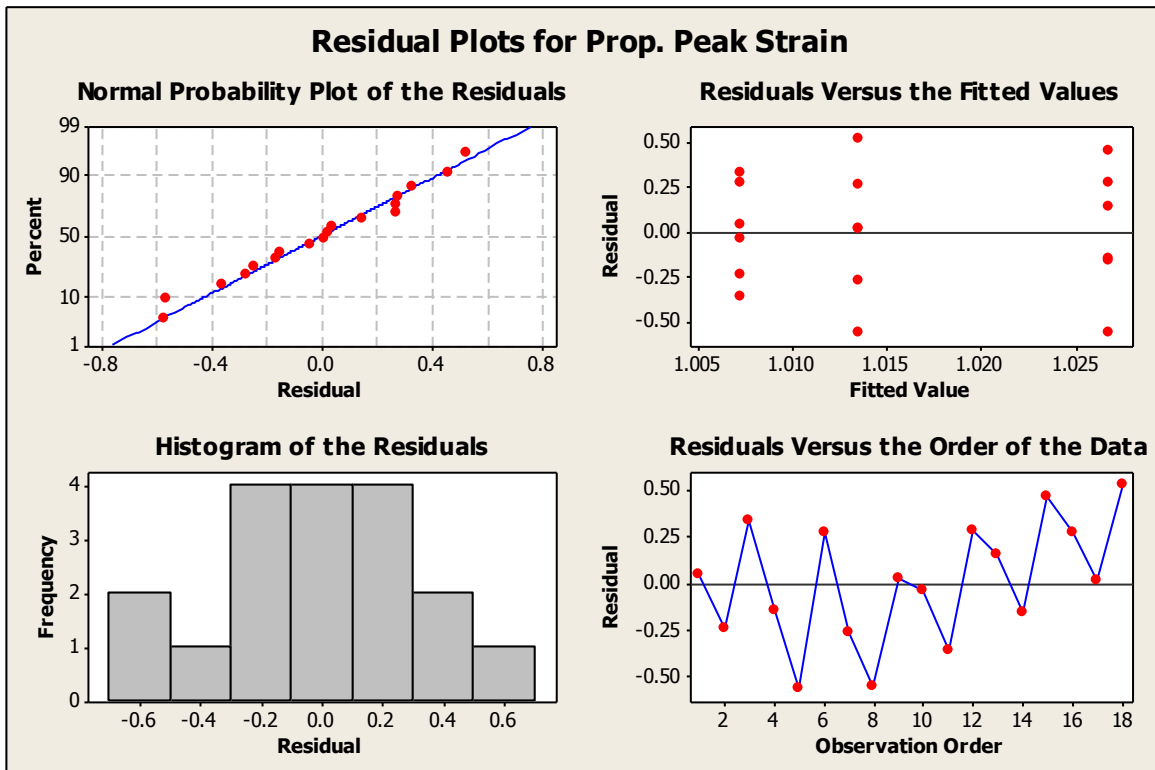 Residual Plots for Prop. Peak Strain
Normal Probability Plot of the Residuals
99
90
50
10
1
Percent
-0.8 -0.4 0.0 0.4 0.8
Residual
Residuals Versus the Fitted Values
0.50
0.25
0.00
-0.25
-0.50
Residual
1.005 1.010 1.015 1.020 1.025
Fitted Value
Histogram of the Residuals
4
3
2
1
0
Frequency
-0.6 -0.4 -0.2 0.0 0.2 0.4 0.6
Residual
Residuals Versus the Order of the Data
0.50
0.25
0.00
-0.25
-0.50
Residual
2 4 6 8 10 12 14 16 18
Observation Order